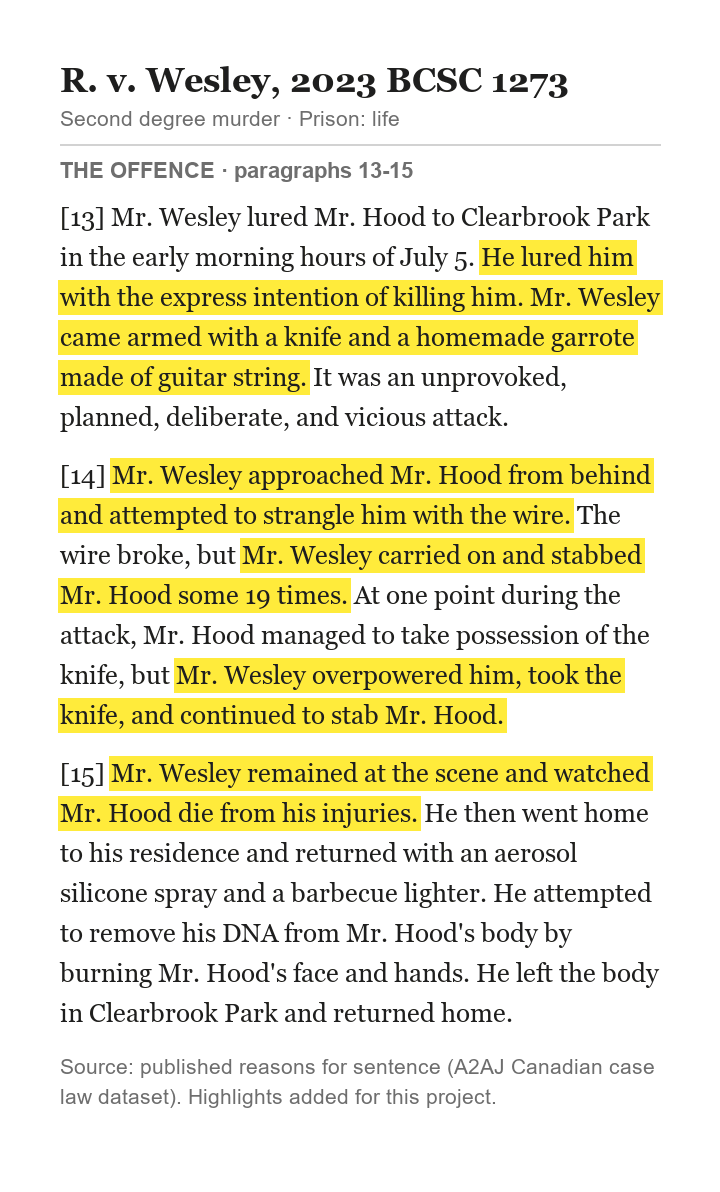 R. v. Wesley, 2023 BCSC 1273
Second degree murder · Prison: life
THE OFFENCE · paragraphs 13-15
[13] Mr. Wesley lured Mr. Hood to Clearbrook Park
in the early morning hours of July 5. He lured him
with the express intention of killing him. Mr. Wesley
came armed with a knife and a homemade garrote
made of guitar string. It was an unprovoked,
planned, deliberate, and vicious attack.
[14] Mr. Wesley approached Mr. Hood from behind
and attempted to strangle him with the wire. The
wire broke, but Mr. Wesley carried on and stabbed
Mr. Hood some 19 times. At one point during the
attack, Mr. Hood managed to take possession of the
knife, but Mr. Wesley overpowered him, took the
knife, and continued to stab Mr. Hood.
[15] Mr. Wesley remained at the scene and watched
Mr. Hood die from his injuries. He then went home
to his residence and returned with an aerosol
silicone spray and a barbecue lighter. He attempted
to remove his DNA from Mr. Hood's body by
burning Mr. Hood's face and hands. He left the body
in Clearbrook Park and returned home.
Source: published reasons for sentence (A2AJ Canadian case
law dataset). Highlights added for this project.